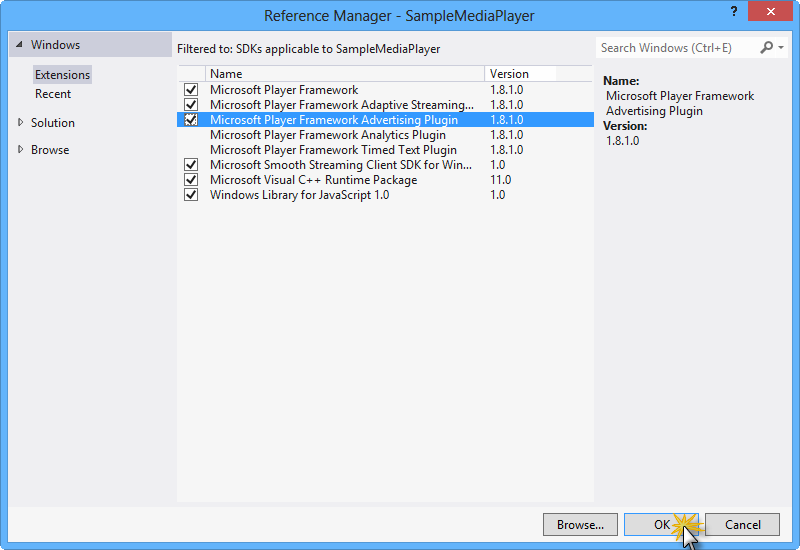 Reference Manager - SampleMediaPlayer
?
Windows
Extensions
Recent
Solution
Browse
Filtered to: SDKs applicable to SampleMediaPlayer
Search Windows (Ctrl+E)
Name Version
Microsoft Player Framework 1.8.1.0
Microsoft Player Framework Adaptive Streaming... 1.8.1.0
Microsoft Player Framework Advertising Plugin 1.8.1.0
Microsoft Player Framework Analytics Plugin 1.8.1.0
Microsoft Player Framework Timed Text Plugin 1.8.1.0
Microsoft Smooth Streaming Client SDK for Win... 1.0
Microsoft Visual C++ Runtime Package 11.0
Windows Library for JavaScript 1.0 1.0
Name:
Microsoft Player Framework
Advertising Plugin
Version:
1.8.1.0
Browse... OK Cancel